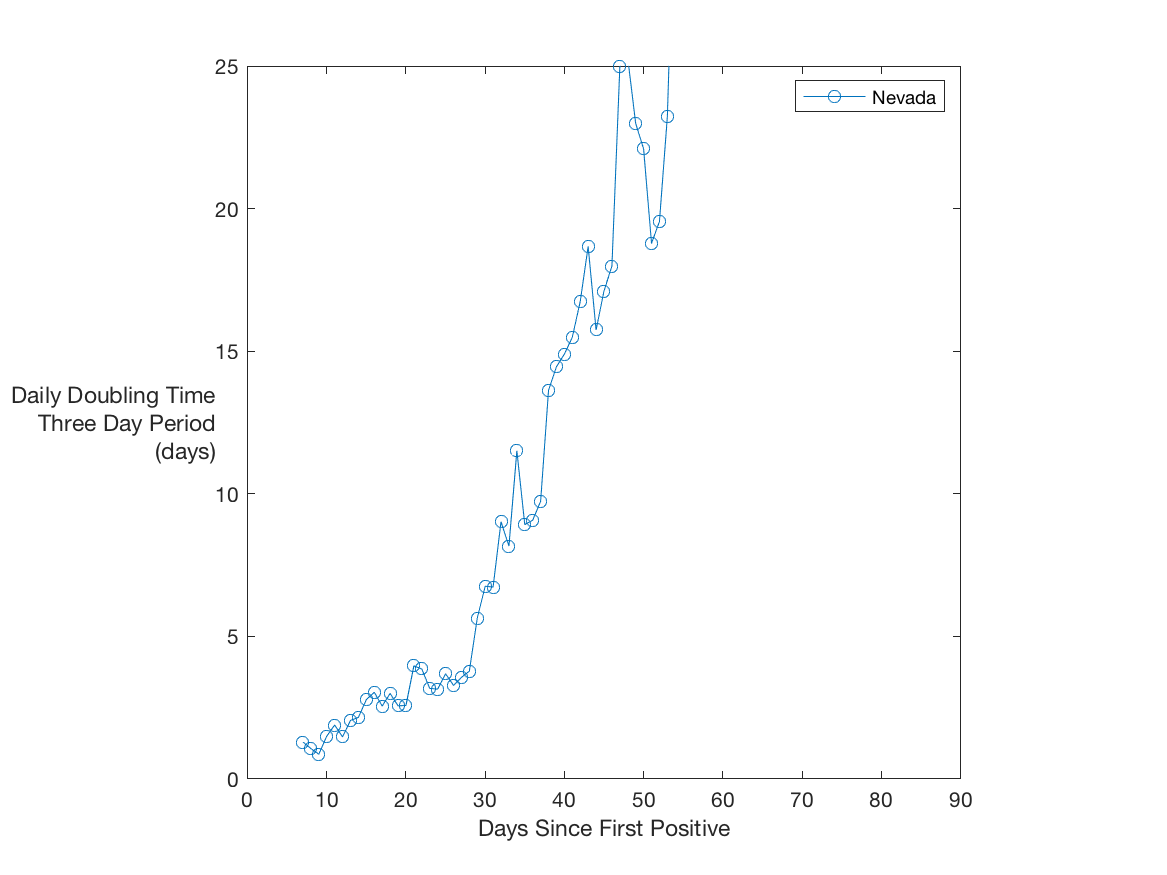 25
20
15
10
5
0
Daily Doubling Time
Three Day Period
(days)
Nevada
0 10 20 30 40 50 60 70 80 90
Days Since First Positive